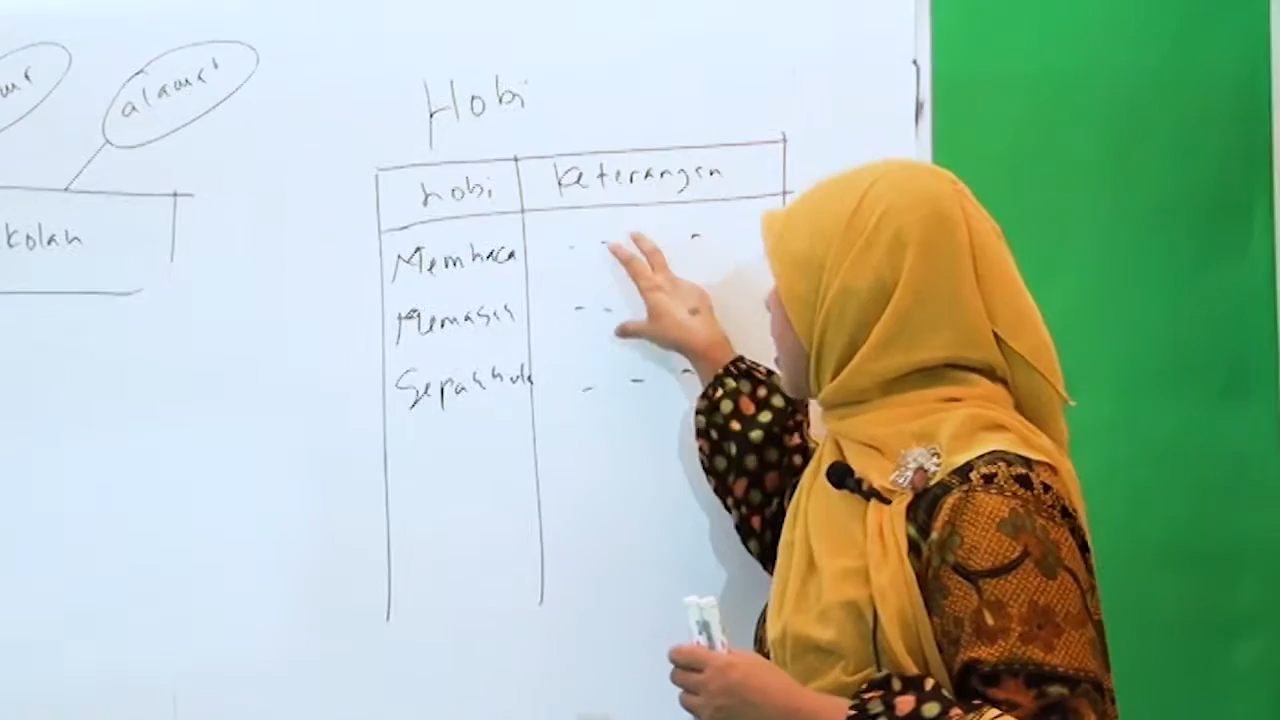 alamat
kolah
Hobi
hobi
Keterangan
Membaca
Memasak
Sepakbola